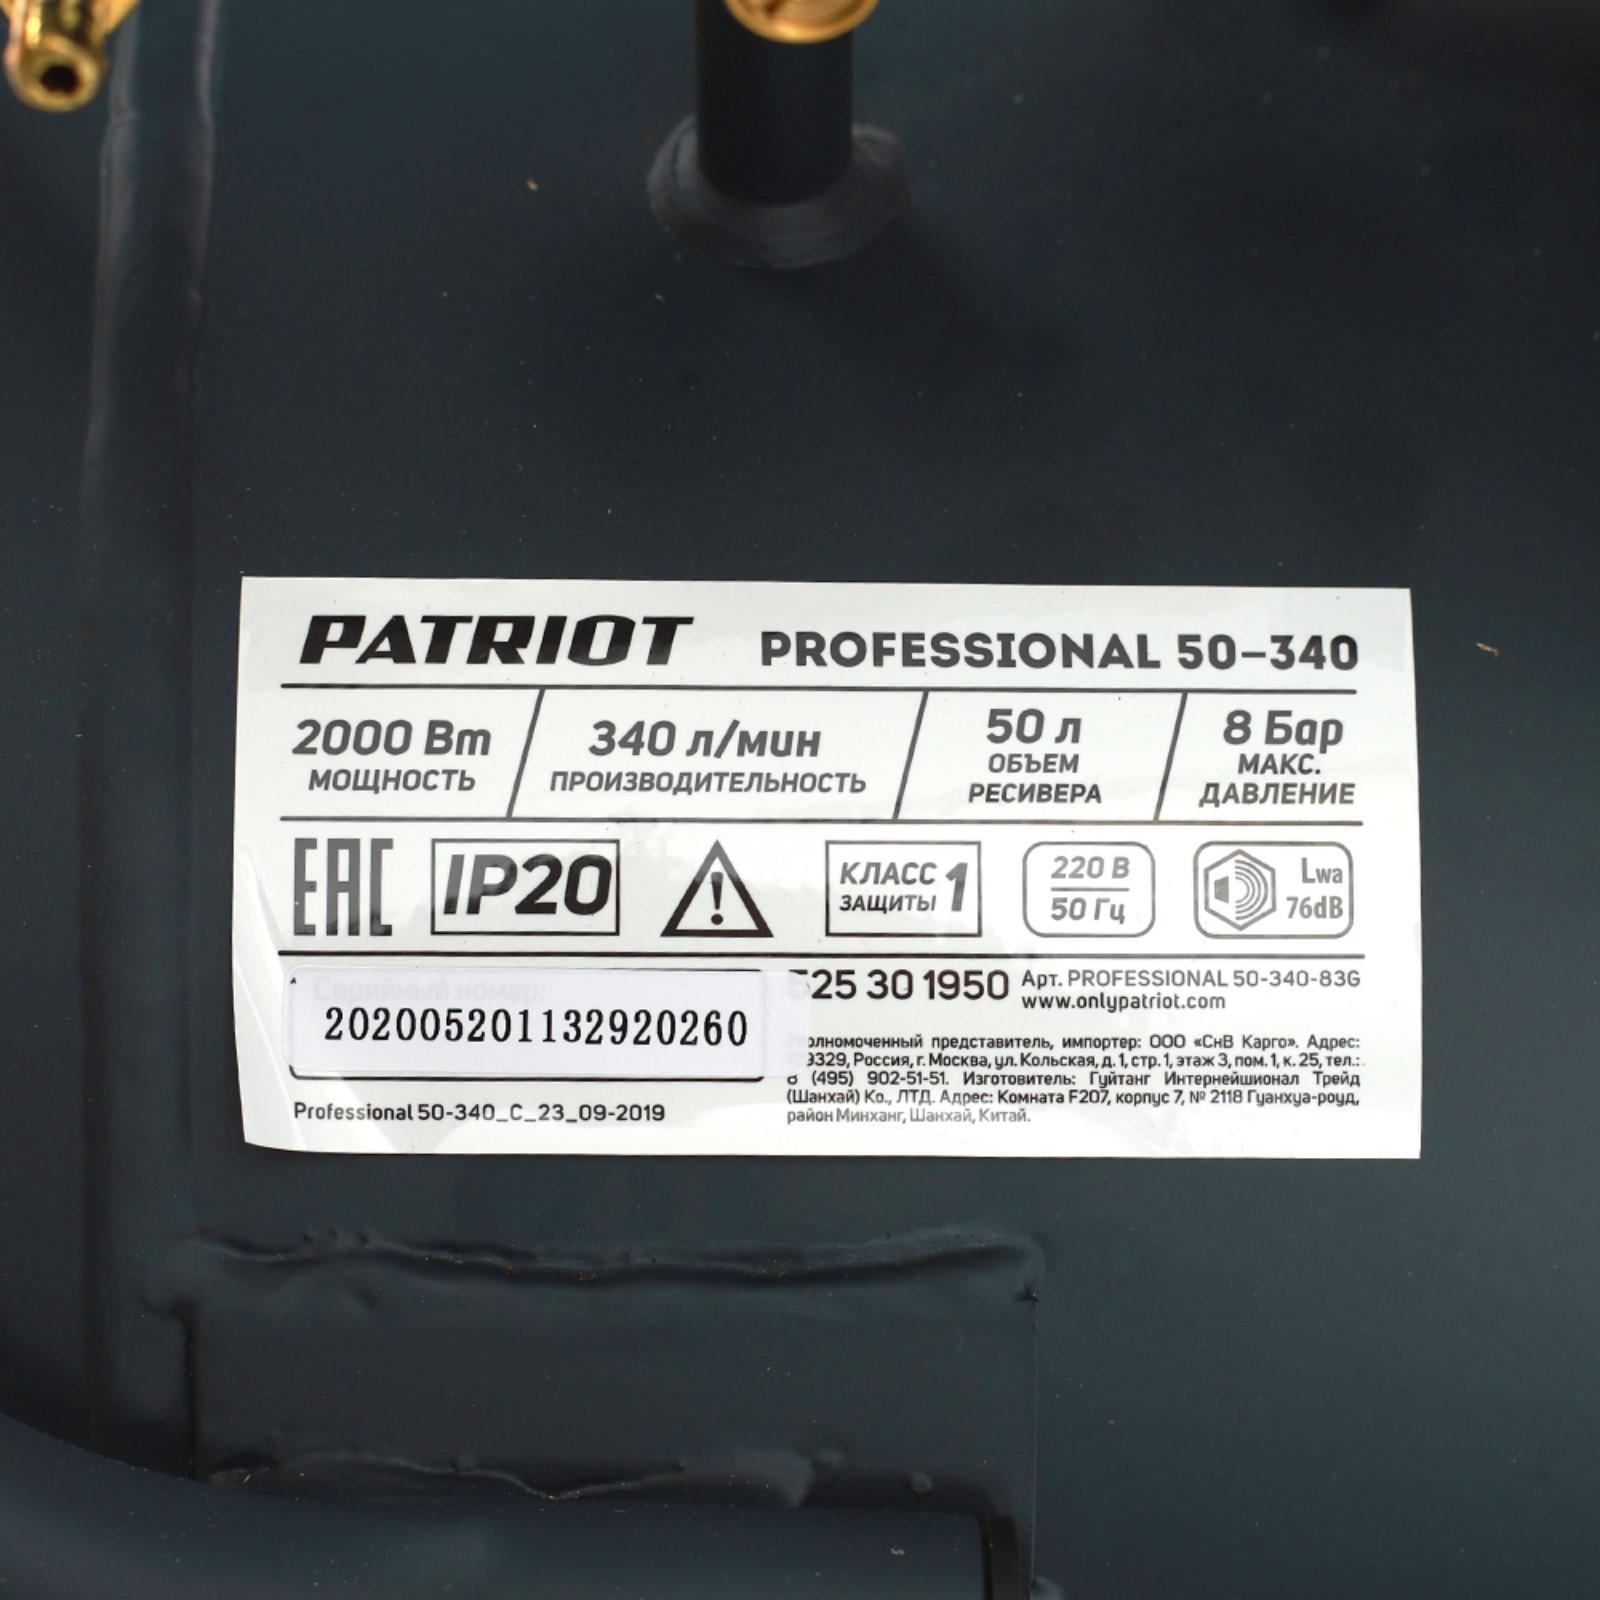 PATRIOT PROFESSIONAL 50-340
2000 Вт
МОЩНОСТЬ
340 л/мин
ПРОИЗВОДИТЕЛЬНОСТЬ
50 л
ОБЪЕМ
РЕСИВЕРА
8 Бар
МАКС.
ДАВЛЕНИЕ
EAC
IP20
КЛАСС
ЗАЩИТЫ 1
220 В
50 Гц
Lwa
76dB
Серийный номер:
202005201132920260
Professional 50-340_C_23_09-2019
25 30 1950
Арт. PROFESSIONAL 50-340-83G
www.onlypatriot.com
представитель, импортер: ООО «СнВ Карго». Адрес:
Россия, г. Москва, ул. Кольская, д. 1, стр. 1, этаж 3, пом. 1, к. 25, тел.:
8 (495) 902-51-51. Изготовитель: Гуйтанг Интернейшионал Трейд
(Шанхай) Ко., ЛТД. Адрес: Комната F207, корпус 7, № 2118 Гуанхуа-роуд,
район Минханг, Шанхай, Китай.